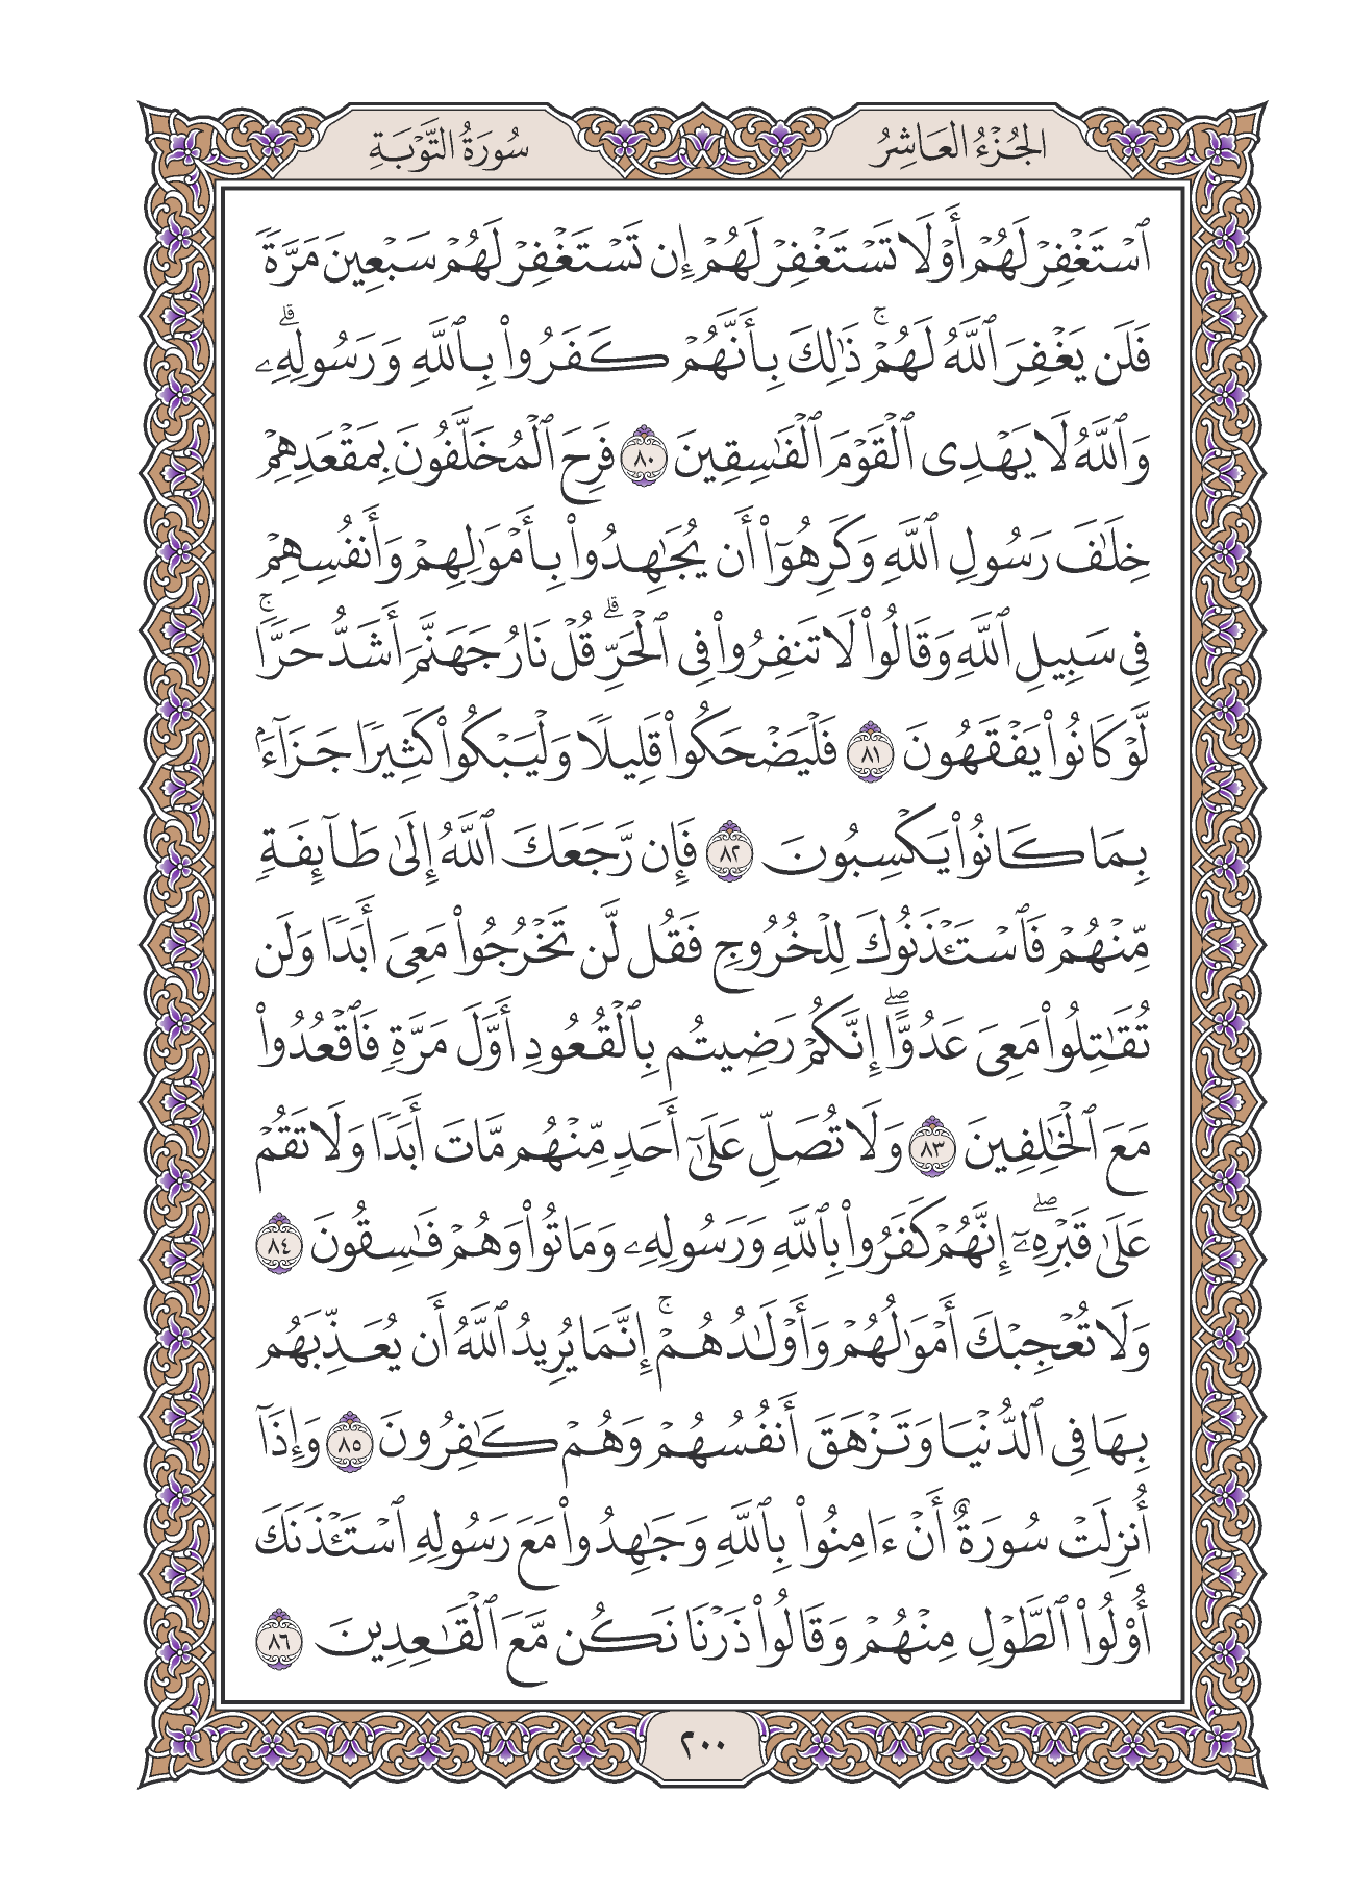 الجُزْءُ العَاشِرُ
سُورَةُ التَّوْبَةِ
ٱسْتَغْفِرْ لَهُمْ أَوْ لَا تَسْتَغْفِرْ لَهُمْ إِن تَسْتَغْفِرْ لَهُمْ سَبْعِينَ مَرَّةً
فَلَن يَغْفِرَ ٱللَّهُ لَهُمْۚ ذَٰلِكَ بِأَنَّهُمْ كَفَرُوا۟ بِٱللَّهِ وَرَسُولِهِۦۗ
وَٱللَّهُ لَا يَهْدِى ٱلْقَوْمَ ٱلْفَٰسِقِينَ ٨٠ فَرِحَ ٱلْمُخَلَّفُونَ بِمَقْعَدِهِمْ
خِلَٰفَ رَسُولِ ٱللَّهِ وَكَرِهُوٓا۟ أَن يُجَٰهِدُوا۟ بِأَمْوَٰلِهِمْ وَأَنفُسِهِمْ
فِى سَبِيلِ ٱللَّهِ وَقَالُوا۟ لَا تَنفِرُوا۟ فِى ٱلْحَرِّۗ قُلْ نَارُ جَهَنَّمَ أَشَدُّ حَرًّاۚ
لَّوْ كَانُوا۟ يَفْقَهُونَ ٨١ فَلْيَضْحَكُوا۟ قَلِيلًا وَلْيَبْكُوا۟ كَثِيرًا جَزَآءًۢ
بِمَا كَانُوا۟ يَكْسِبُونَ ٨٢ فَإِن رَّجَعَكَ ٱللَّهُ إِلَىٰ طَآئِفَةٍ
مِّنْهُمْ فَٱسْتَـْٔذَنُوكَ لِلْخُرُوجِ فَقُل لَّن تَخْرُجُوا۟ مَعِىَ أَبَدًا وَلَن
تُقَٰتِلُوا۟ مَعِىَ عَدُوًّاۖ إِنَّكُمْ رَضِيتُم بِٱلْقُعُودِ أَوَّلَ مَرَّةٍ فَٱقْعُدُوا۟
مَعَ ٱلْخَٰلِفِينَ ٨٣ وَلَا تُصَلِّ عَلَىٰٓ أَحَدٍ مِّنْهُم مَّاتَ أَبَدًا وَلَا تَقُمْ
عَلَىٰ قَبْرِهِۦٓۖ إِنَّهُمْ كَفَرُوا۟ بِٱللَّهِ وَرَسُولِهِۦ وَمَاتُوا۟ وَهُمْ فَٰسِقُونَ ٨٤
وَلَا تُعْجِبْكَ أَمْوَٰلُهُمْ وَأَوْلَٰدُهُمْۚ إِنَّمَا يُرِيدُ ٱللَّهُ أَن يُعَذِّبَهُم
بِهَا فِى ٱلدُّنْيَا وَتَزْهَقَ أَنفُسُهُمْ وَهُمْ كَٰفِرُونَ ٨٥ وَإِذَآ
أُنزِلَتْ سُورَةٌ أَنْ ءَامِنُوا۟ بِٱللَّهِ وَجَٰهِدُوا۟ مَعَ رَسُولِهِ ٱسْتَـْٔذَنَكَ
أُو۟لُوا۟ ٱلطَّوْلِ مِنْهُمْ وَقَالُوا۟ ذَرْنَا نَكُن مَّعَ ٱلْقَٰعِدِينَ ٨٦
٢٠٠